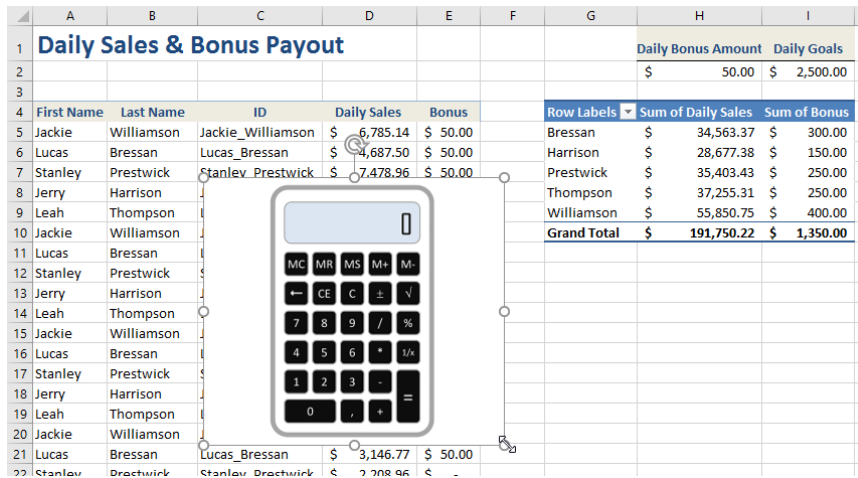 A B C D E F G H I
1 Daily Sales & Bonus Payout Daily Bonus Amount Daily Goals
2 $ 50.00 $ 2,500.00
3
4 First Name Last Name ID Daily Sales Bonus Row Labels Sum of Daily Sales Sum of Bonus
5 Jackie Williamson Jackie_Williamson $ 6,785.14 $ 50.00 Bressan $ 34,563.37 $ 300.00
6 Lucas Bressan Lucas_Bressan $ 4,687.50 $ 50.00 Harrison $ 28,677.38 $ 150.00
7 Stanley Prestwick Stanley_Prestwick $ 7,478.96 $ 50.00 Prestwick $ 35,403.43 $ 250.00
8 Jerry Harrison Thompson $ 37,255.31 $ 250.00
9 Leah Thompson Williamson $ 55,850.75 $ 400.00
10 Jackie Williamson Grand Total $ 191,750.22 $ 1,350.00
11 Lucas Bressan
12 Stanley Prestwick
13 Jerry Harrison
14 Leah Thompson
15 Jackie Williamson
16 Lucas Bressan
17 Stanley Prestwick
18 Jerry Harrison
19 Leah Thompson
20 Jackie Williamson
21 Lucas Bressan Lucas_Bressan $ 3,146.77 $ 50.00
22 Stanley Prestwick Stanley_Prestwick $ 2,208.96 $ -
0
MC MR MS M+ M-
← CE C ± √
7 8 9 / %
4 5 6 * 1/x
1 2 3 - =
0 , +